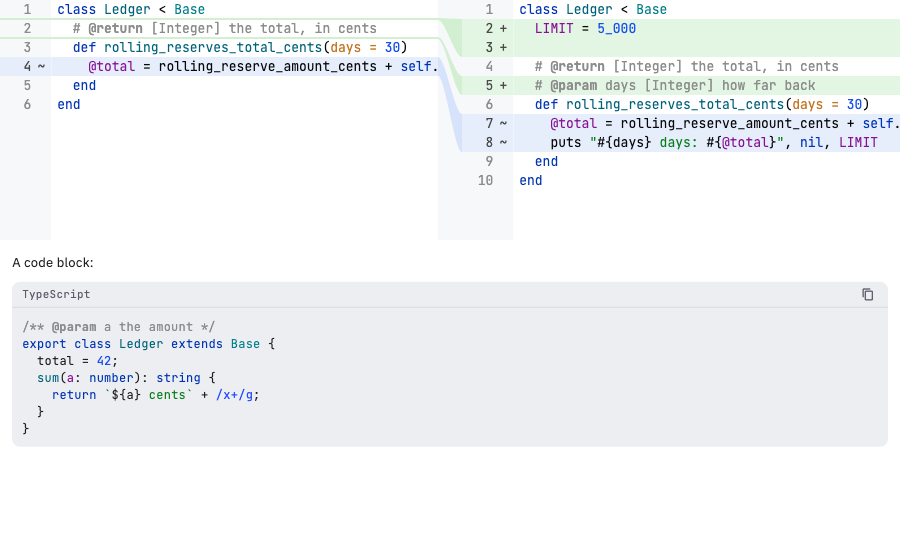 1 class Ledger < Base
2 # @return [Integer] the total, in cents
3 def rolling_reserves_total_cents(days = 30)
4 ~ @total = rolling_reserve_amount_cents + self.
5 end
6 end
1 class Ledger < Base
2 + LIMIT = 5_000
3 +
4 # @return [Integer] the total, in cents
5 + # @param days [Integer] how far back
6 def rolling_reserves_total_cents(days = 30)
7 ~ @total = rolling_reserve_amount_cents + self.
8 ~ puts "#{days} days: #{@total}", nil, LIMIT
9 end
10 end
A code block:
TypeScript
/** @param a the amount */
export class Ledger extends Base {
total = 42;
sum(a: number): string {
return `${a} cents` + /x+/g;
}
}